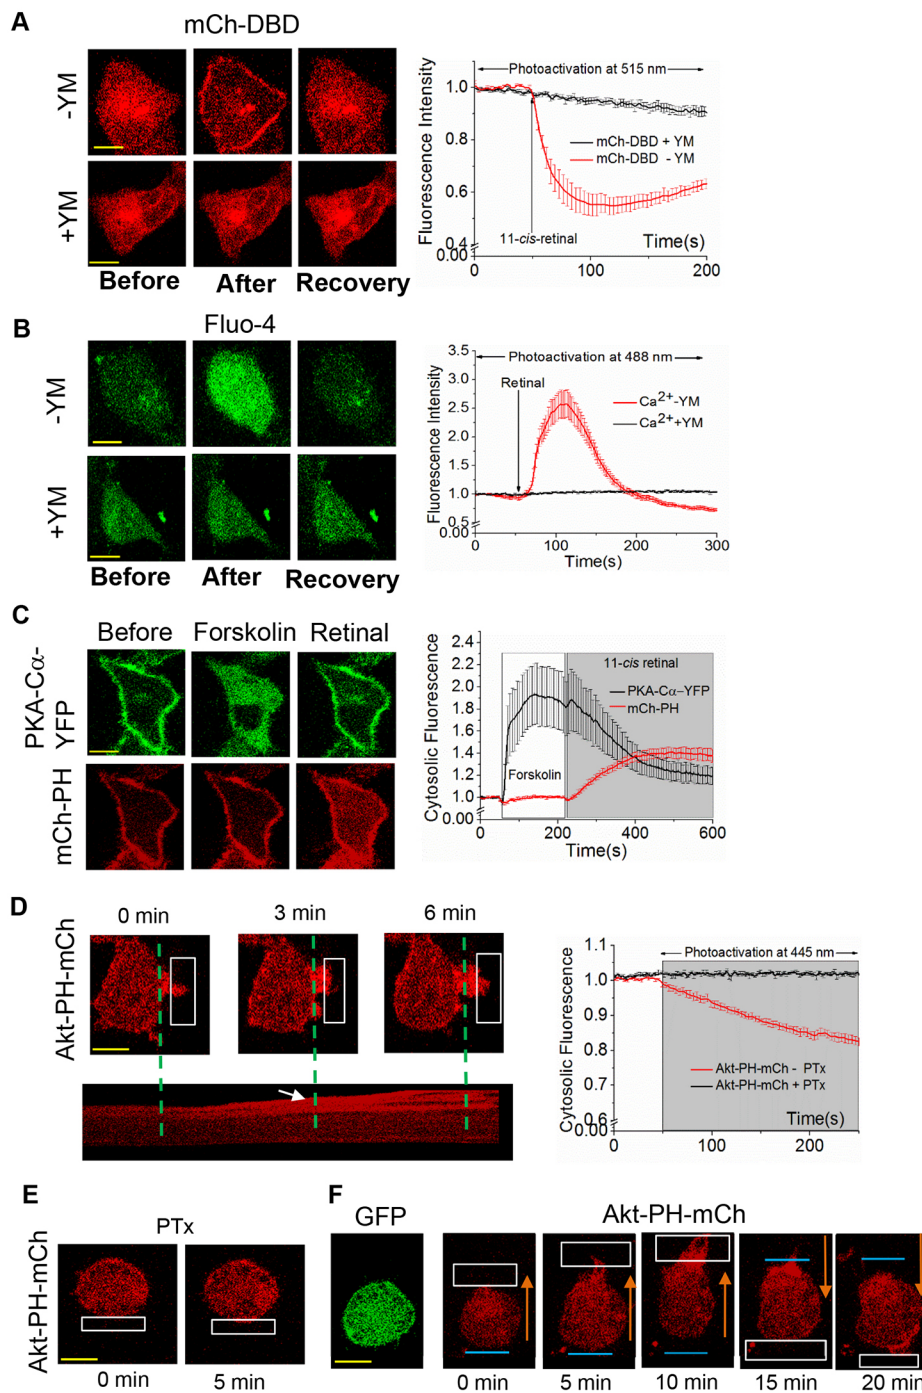 A
mCh-DBD
-YM
+YM
Before
After
Recovery
Fluorescence Intensity
1.0
0.8
0.6
0.4
0.00
Photoactivation at 515 nm
mCh-DBD + YM
mCh-DBD - YM
11-cis-retinal
Time(s)
0
100
200
B
Fluo-4
-YM
+YM
Before
After
Recovery
Fluorescence Intensity
3.5
3.0
2.5
2.0
1.5
1.0
0.5
0.00
Photoactivation at 488 nm
Retinal
Ca2+-YM
Ca2++YM
0
100
200
300
Time(s)
C
Before
Forskolin
Retinal
PKA-Cα-
YFP
mCh-PH
Cytosolic Fluorescence
2.4
2.2
2.0
1.8
1.6
1.4
1.2
1.0
0.00
11-cis retinal
PKA-Cα-YFP
mCh-PH
Forskolin
0
200
400
600
Time(s)
D
0 min
3 min
6 min
Akt-PH-mCh
Cytosolic Fluorescence
1.1
1.0
0.9
0.8
0.7
0.6
0.00
Photoactivation at 445 nm
Akt-PH-mCh - PTx
Akt-PH-mCh + PTx
Time(s)
0
100
200
E
PTx
Akt-PH-mCh
0 min
5 min
F
GFP
Akt-PH-mCh
0 min
5 min
10 min
15 min
20 min